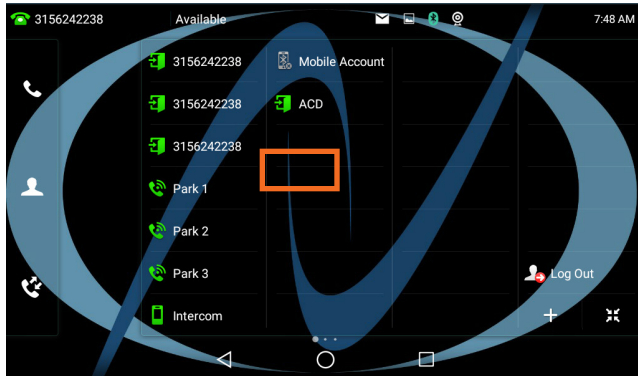 3156242238 Available 7:48 AM
3156242238 Mobile Account
3156242238 ACD
3156242238
Park 1
Park 2
Park 3 Log Out
Intercom